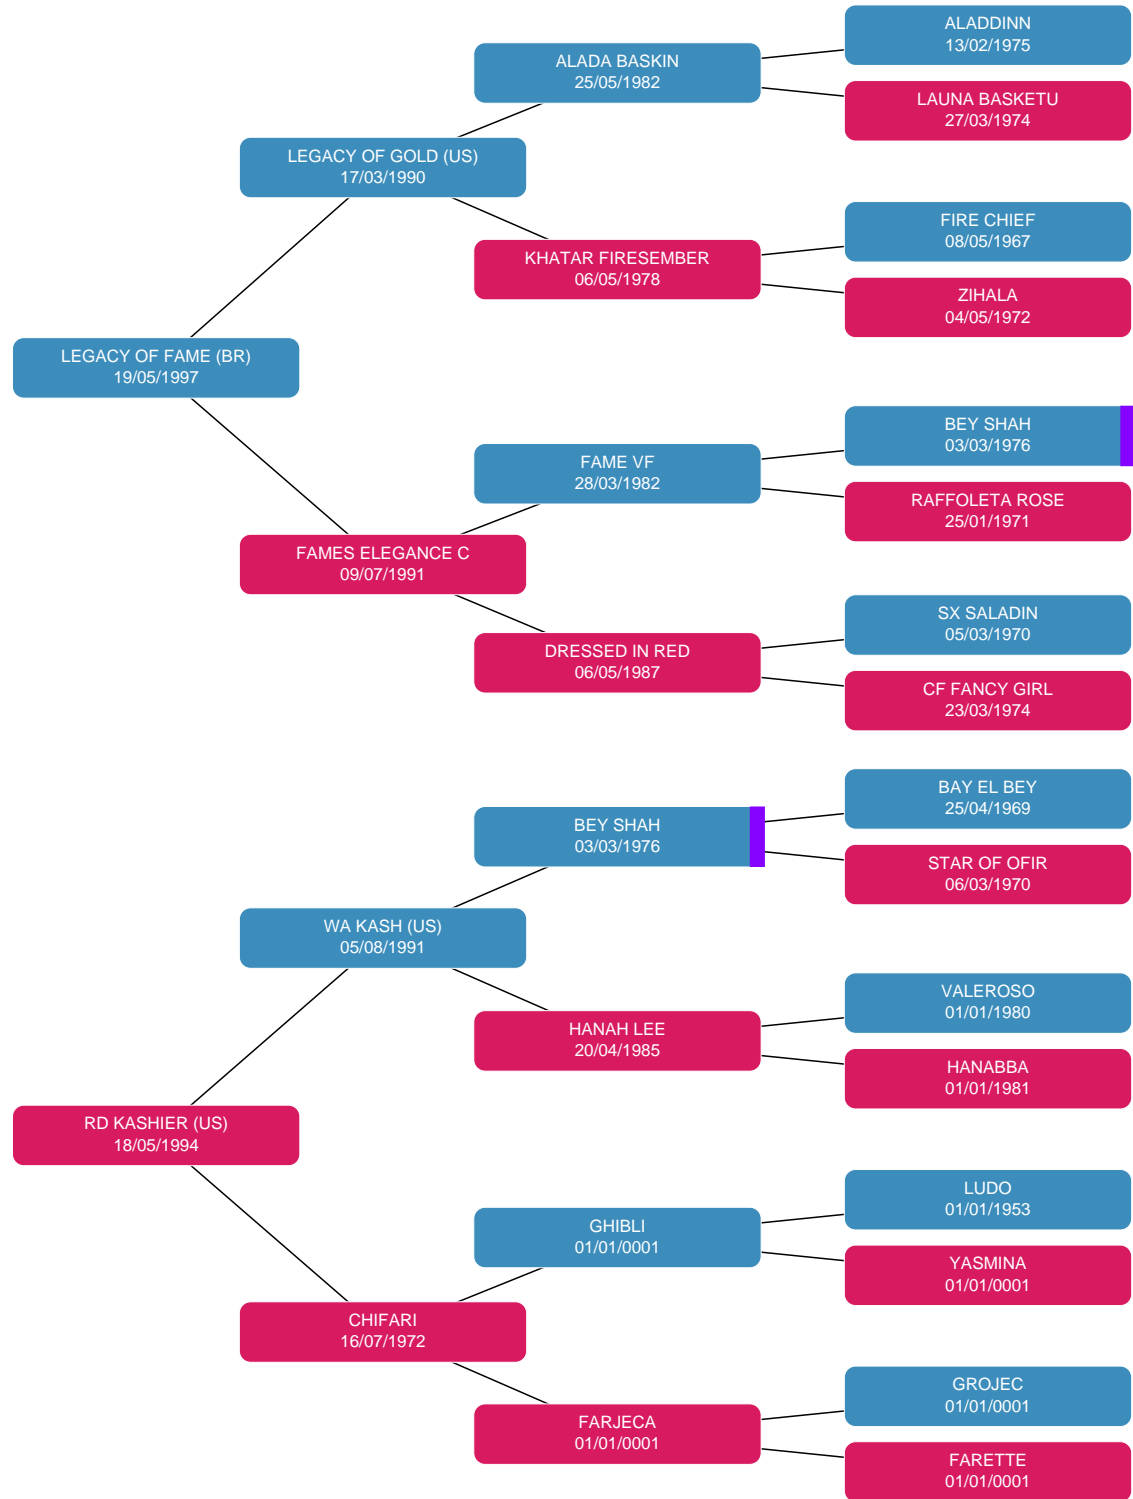 ALADDINN
13/02/1975
ALADA BASKIN
25/05/1982
LAUNA BASKETU
27/03/1974
LEGACY OF GOLD (US)
17/03/1990
FIRE CHIEF
08/05/1967
KHATAR FIRESEMBER
06/05/1978
ZIHALA
04/05/1972
LEGACY OF FAME (BR)
19/05/1997
BEY SHAH
03/03/1976
FAME VF
28/03/1982
RAFFOLETA ROSE
25/01/1971
FAMES ELEGANCE C
09/07/1991
SX SALADIN
05/03/1970
DRESSED IN RED
06/05/1987
CF FANCY GIRL
23/03/1974
BAY EL BEY
25/04/1969
BEY SHAH
03/03/1976
STAR OF OFIR
06/03/1970
WA KASH (US)
05/08/1991
VALEROSO
01/01/1980
HANAH LEE
20/04/1985
HANABBA
01/01/1981
RD KASHIER (US)
18/05/1994
LUDO
01/01/1953
GHIBLI
01/01/0001
YASMINA
01/01/0001
CHIFARI
16/07/1972
GROJEC
01/01/0001
FARJECA
01/01/0001
FARETTE
01/01/0001